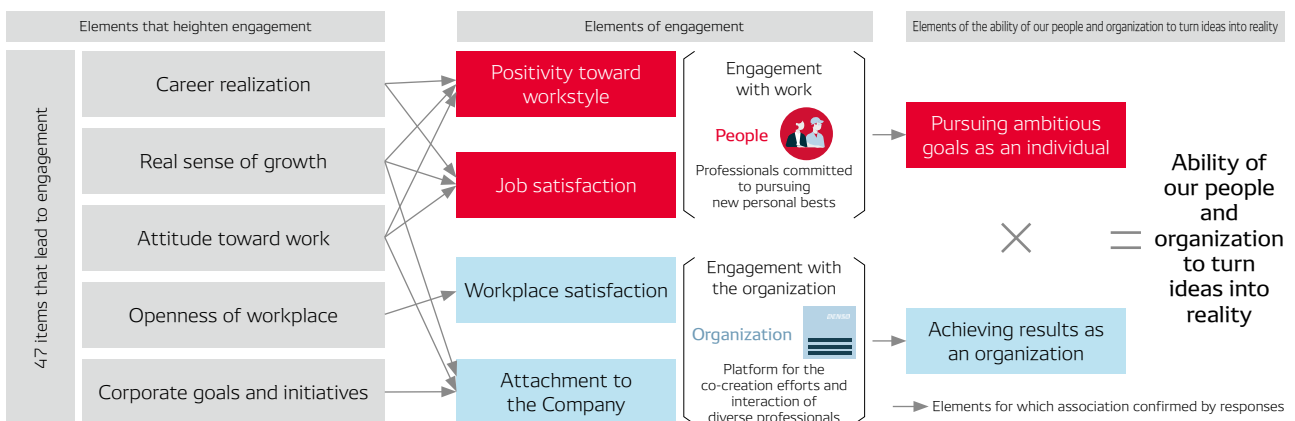 Elements that heighten engagement
Elements of engagement
Elements of the ability of our people and organization to turn ideas into reality
47 items that lead to engagement
Career realization
Real sense of growth
Attitude toward work
Openness of workplace
Corporate goals and initiatives
Positivity toward
workstyle
Job satisfaction
Workplace satisfaction
Attachment to
the Company
Engagement
with work
People
Professionals committed
to pursuing
new personal bests
Engagement with
the organization
DENSO
Organization
Platform for the
co-creation efforts and
interaction of
diverse professionals
Pursuing ambitious
goals as an individual
×
Achieving results as
an organization
=
Ability of
our people
and
organization
to turn
ideas into
reality
Elements for which association confirmed by responses